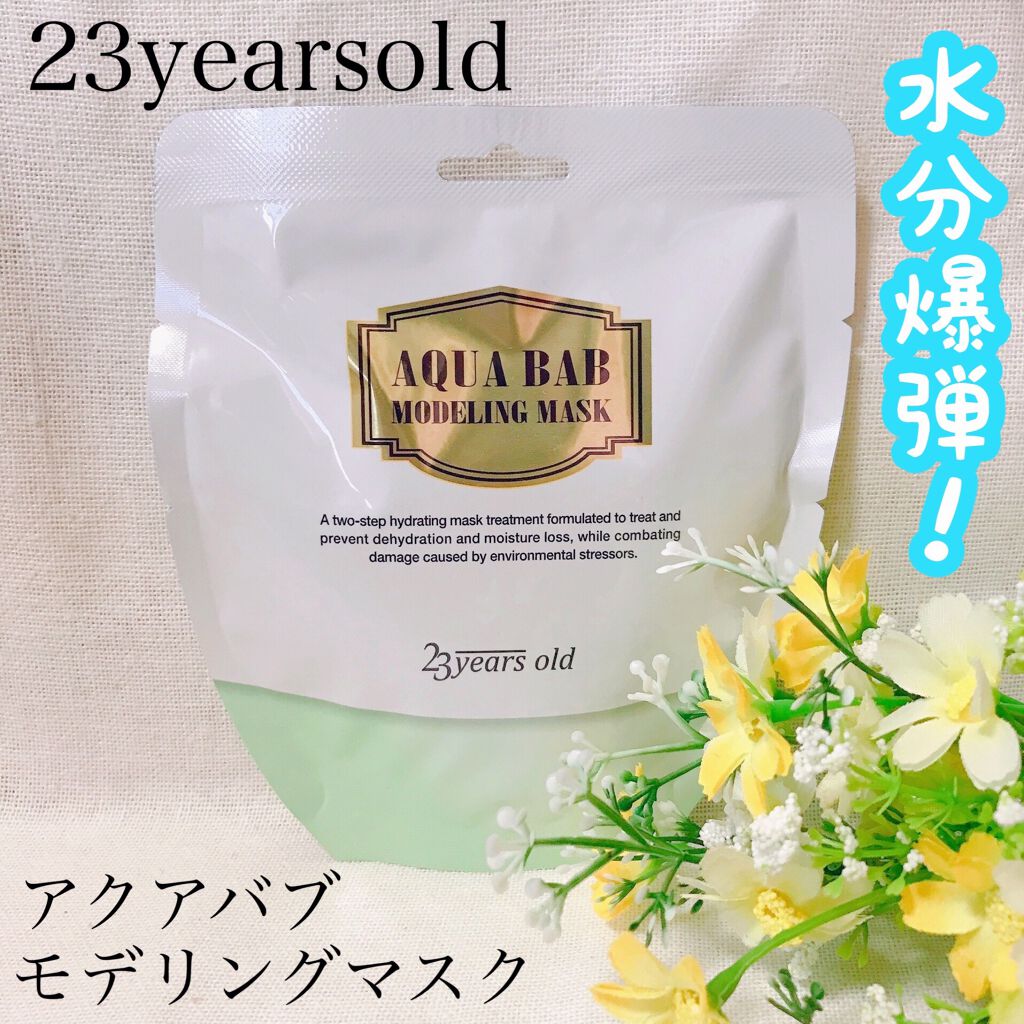 23yearsold
水分爆弾！
AQUA BAB
MODELING MASK
A two-step hydrating mask treatment formulated to treat and
prevent dehydration and moisture loss, while combating
damage caused by environmental stressors.
23years old
アクアバブ
モデリングマスク